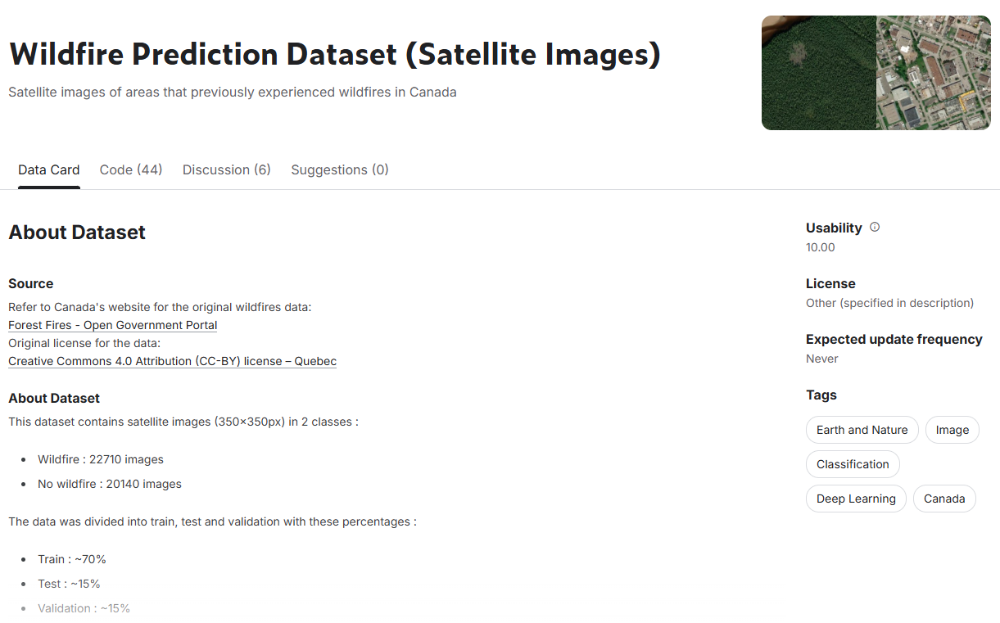 Wildfire Prediction Dataset (Satellite Images)
Satellite images of areas that previously experienced wildfires in Canada
Data Card
Code (44)
Discussion (6)
Suggestions (0)
About Dataset
Source
Refer to Canada's website for the original wildfires data:
Forest Fires - Open Government Portal
Original license for the data:
Creative Commons 4.0 Attribution (CC-BY) license – Quebec
About Dataset
This dataset contains satellite images (350×350px) in 2 classes :
• Wildfire : 22710 images
• No wildfire : 20140 images
The data was divided into train, test and validation with these percentages :
• Train : ~70%
• Test : ~15%
• Validation : ~15%
Usability
10.00
License
Other (specified in description)
Expected update frequency
Never
Tags
Earth and Nature
Image
Classification
Deep Learning
Canada